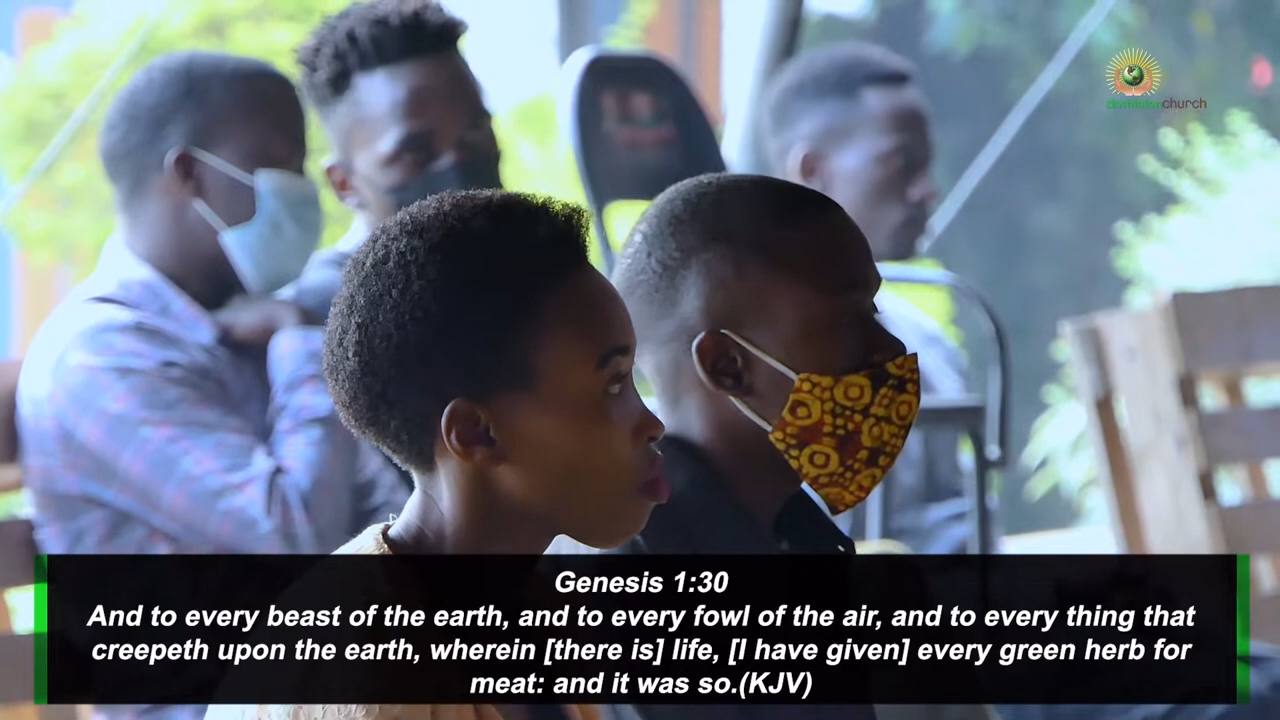 dominionchurch
Genesis 1:30
And to every beast of the earth, and to every fowl of the air, and to every thing that
creepeth upon the earth, wherein [there is] life, [I have given] every green herb for
meat: and it was so.(KJV)